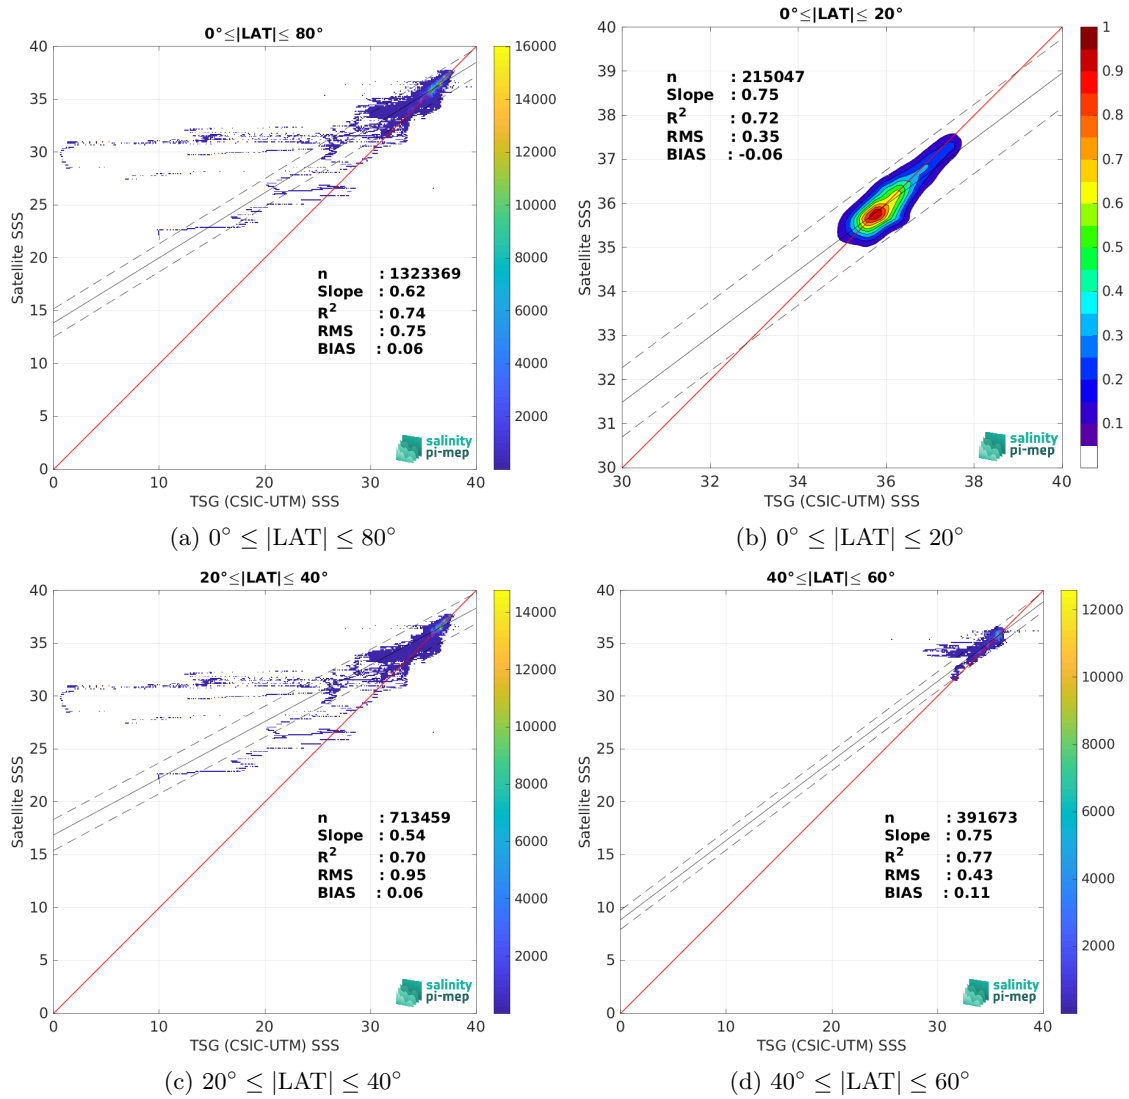 0°≤|LAT|≤ 80°
40
35
30
25
20
15
10
5
0
Satellite SSS
n : 1323369
Slope : 0.62
R² : 0.74
RMS : 0.75
BIAS : 0.06
salinity
pi-mep
0 10 20 30 40
TSG (CSIC-UTM) SSS
16000
14000
12000
10000
8000
6000
4000
2000
(a) 0° ≤ |LAT| ≤ 80°
0°≤|LAT|≤ 20°
40
39
38
37
36
35
34
33
32
31
30
Satellite SSS
n : 215047
Slope : 0.75
R² : 0.72
RMS : 0.35
BIAS : -0.06
salinity
pi-mep
30 32 34 36 38 40
TSG (CSIC-UTM) SSS
1
0.9
0.8
0.7
0.6
0.5
0.4
0.3
0.2
0.1
(b) 0° ≤ |LAT| ≤ 20°
20°≤|LAT|≤ 40°
40
35
30
25
20
15
10
5
0
Satellite SSS
n : 713459
Slope : 0.54
R² : 0.70
RMS : 0.95
BIAS : 0.06
salinity
pi-mep
0 10 20 30 40
TSG (CSIC-UTM) SSS
14000
12000
10000
8000
6000
4000
2000
(c) 20° ≤ |LAT| ≤ 40°
40°≤|LAT|≤ 60°
40
35
30
25
20
15
10
5
0
Satellite SSS
n : 391673
Slope : 0.75
R² : 0.77
RMS : 0.43
BIAS : 0.11
salinity
pi-mep
0 10 20 30 40
TSG (CSIC-UTM) SSS
12000
10000
8000
6000
4000
2000
(d) 40° ≤ |LAT| ≤ 60°